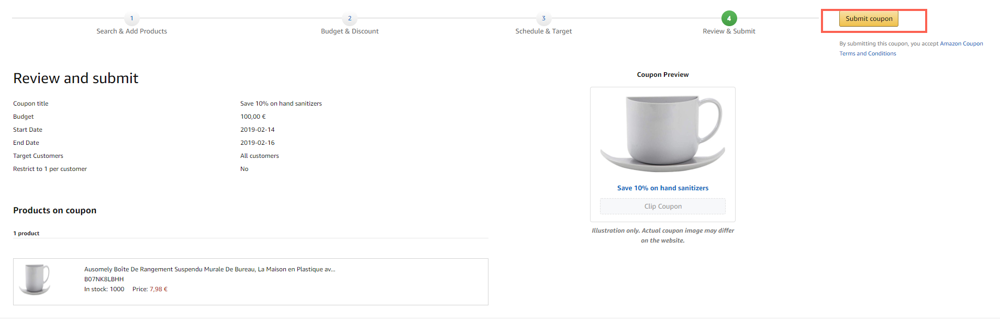 1
2
3
4
Submit coupon
Search & Add Products
Budget & Discount
Schedule & Target
Review & Submit
By submitting this coupon, you accept Amazon Coupon
Terms and Conditions
Review and submit
Coupon title Save 10% on hand sanitizers
Budget 100,00 €
Start Date 2019-02-14
End Date 2019-02-16
Target Customers All customers
Restrict to 1 per customer No
Coupon Preview
Save 10% on hand sanitizers
Clip Coupon
Illustration only. Actual coupon image may differ
on the website.
Products on coupon
1 product
Ausomely Boîte De Rangement Suspendu Murale De Bureau, La Maison en Plastique av...
B07NK8LBHH
In stock: 1000 Price: 7,98 €